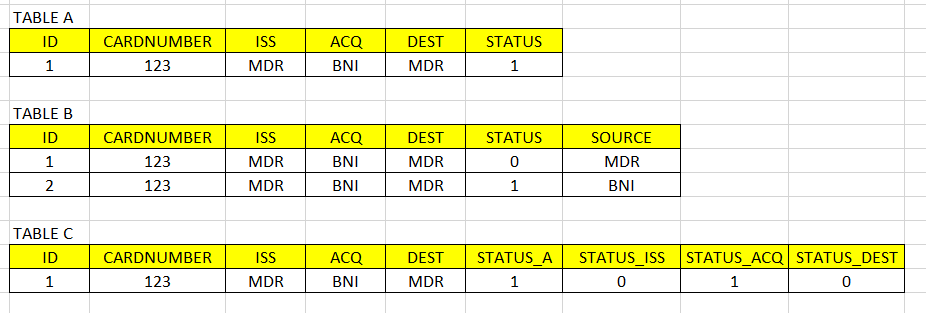 TABLE A
ID CARDNUMBER ISS ACQ DEST STATUS
1 123 MDR BNI MDR 1
TABLE B
ID CARDNUMBER ISS ACQ DEST STATUS SOURCE
1 123 MDR BNI MDR 0 MDR
2 123 MDR BNI MDR 1 BNI
TABLE C
ID CARDNUMBER ISS ACQ DEST STATUS_A STATUS_ISS STATUS_ACQ STATUS_DEST
1 123 MDR BNI MDR 1 0 1 0